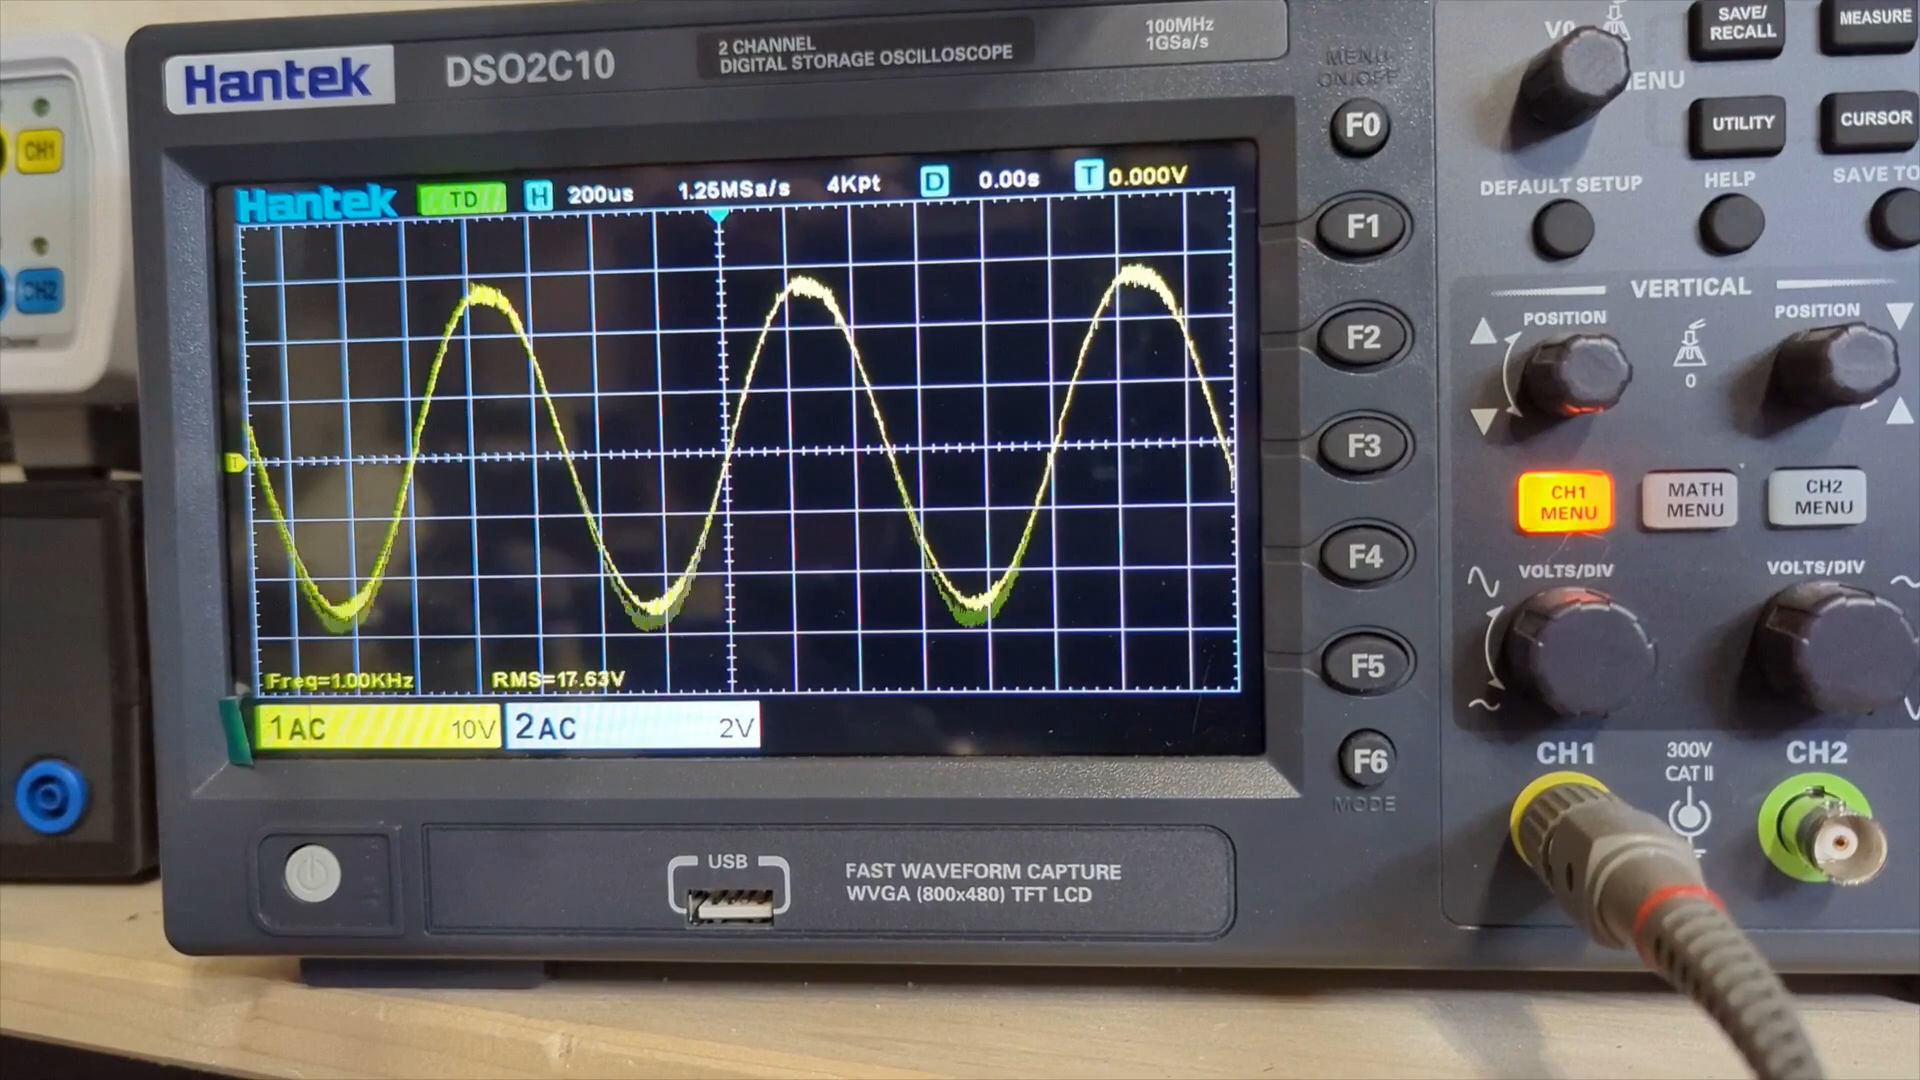 Hantek
DSO2C10
2 CHANNEL
DIGITAL STORAGE OSCILLOSCOPE
100MHz
1GSa/s
MENU
ON/OFF
V0
MENU
SAVE/
RECALL
MEASURE
UTILITY
CURSOR
DEFAULT SETUP
HELP
SAVE TO
CH1
CH2
Hantek
TD
H
200us
1.25MSa/s
4Kpt
D
0.00s
T
0.000V
T
Freq=1.00KHz
RMS=17.63V
1AC
10V
2AC
2V
F0
F1
F2
F3
F4
F5
F6
MODE
VERTICAL
POSITION
POSITION
0
CH1
MENU
MATH
MENU
CH2
MENU
VOLTS/DIV
VOLTS/DIV
CH1
300V
CAT II
CH2
USB
FAST WAVEFORM CAPTURE
WVGA (800x480) TFT LCD